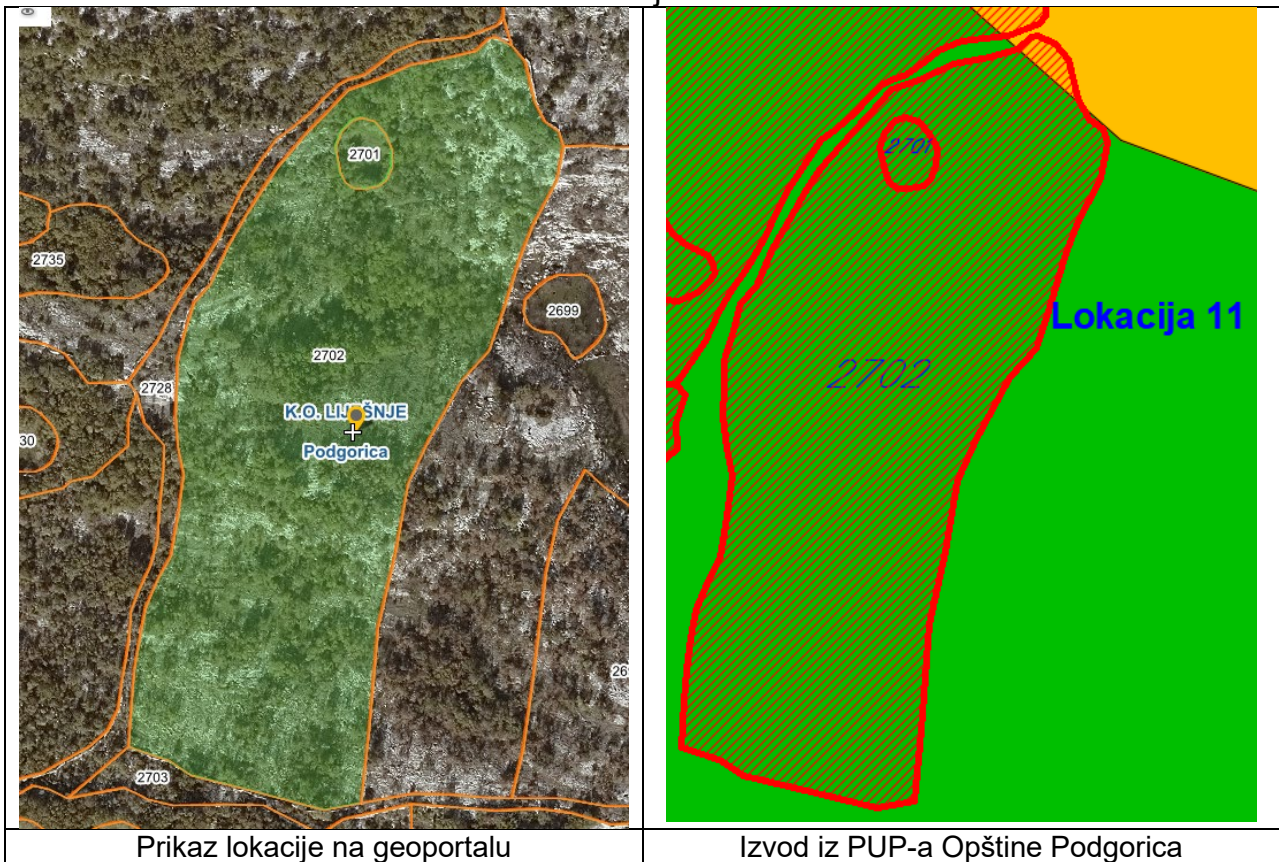 2701
2735
2699
2702
2728
K.O. LIJEŠNJE
30
Podgorica
2703
Prikaz lokacije na geoportalu
2701
Lokacija 11
2702
Izvod iz PUP-a Opštine Podgorica